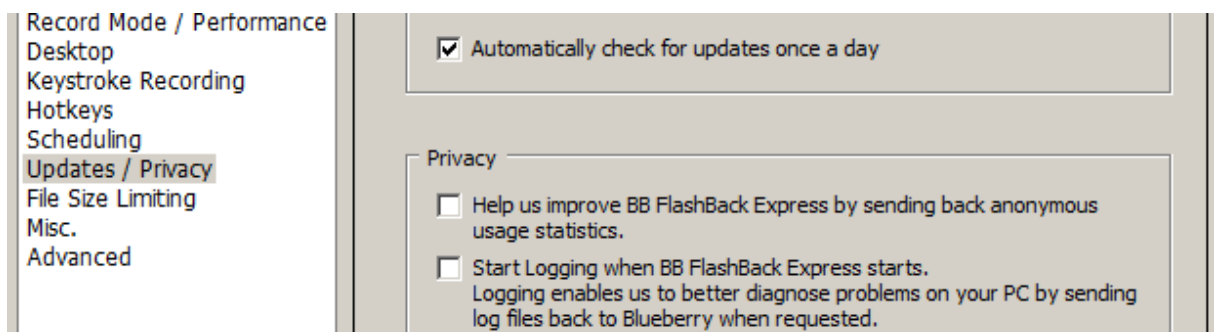 Record Mode / Performance
Desktop
Keystroke Recording
Hotkeys
Scheduling
Updates / Privacy
File Size Limiting
Misc.
Advanced
Automatically check for updates once a day
Privacy
Help us improve BB FlashBack Express by sending back anonymous
usage statistics.
Start Logging when BB FlashBack Express starts.
Logging enables us to better diagnose problems on your PC by sending
log files back to Blueberry when requested.